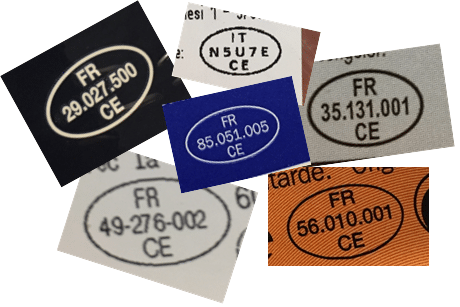 FR
29.027.500
CE
IT
N5U7E
CE
e:
FR
85.051.005
CE
FR
35.131.001
CE
FR
49-276-002
CE
tarde.
FR
56.010.001
CE